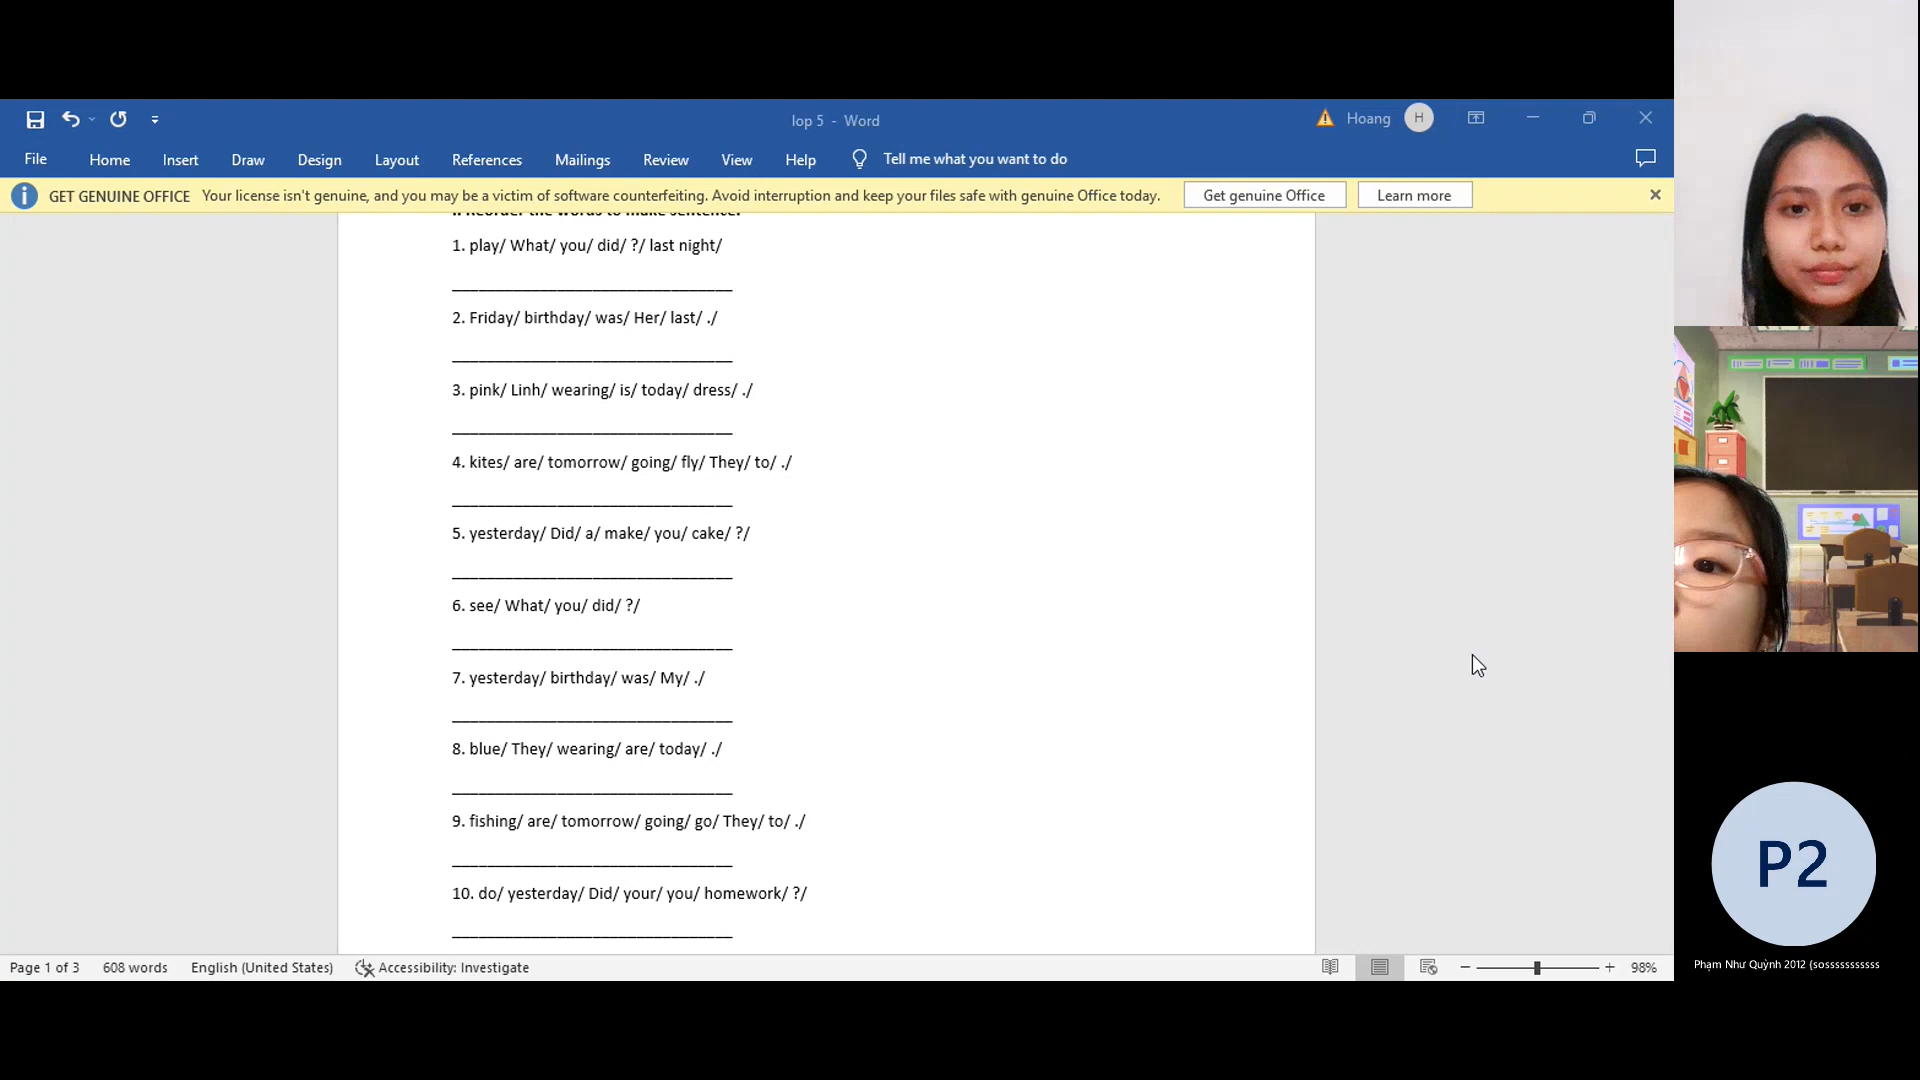 lop 5 - Word
Hoang
H
File Home Insert Draw Design Layout References Mailings Review View Help Tell me what you want to do
GET GENUINE OFFICE Your license isn't genuine, and you may be a victim of software counterfeiting. Avoid interruption and keep your files safe with genuine Office today. Get genuine Office Learn more
Reorder the words to make sentence.
1. play/ What/ you/ did/ ?/ last night/
2. Friday/ birthday/ was/ Her/ last/ ./
3. pink/ Linh/ wearing/ is/ today/ dress/ ./
4. kites/ are/ tomorrow/ going/ fly/ They/ to/ ./
5. yesterday/ Did/ a/ make/ you/ cake/ ?/
6. see/ What/ you/ did/ ?/
7. yesterday/ birthday/ was/ My/ ./
8. blue/ They/ wearing/ are/ today/ ./
9. fishing/ are/ tomorrow/ going/ go/ They/ to/ ./
10. do/ yesterday/ Did/ your/ you/ homework/ ?/
Page 1 of 3 608 words English (United States) Accessibility: Investigate 98%
P2
Phạm Như Quỳnh 2012 (sosssssssssss